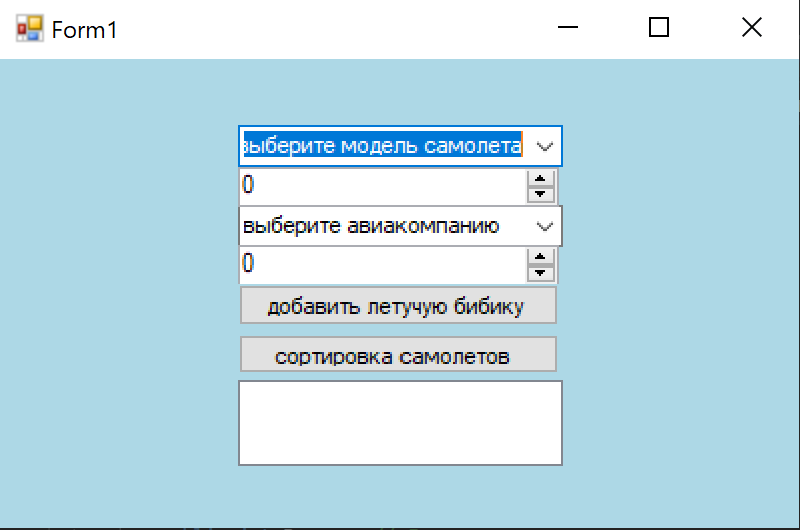 Form1
выберите модель самолета
0
выберите авиакомпанию
0
добавить летучую бибику
сортировка самолетов